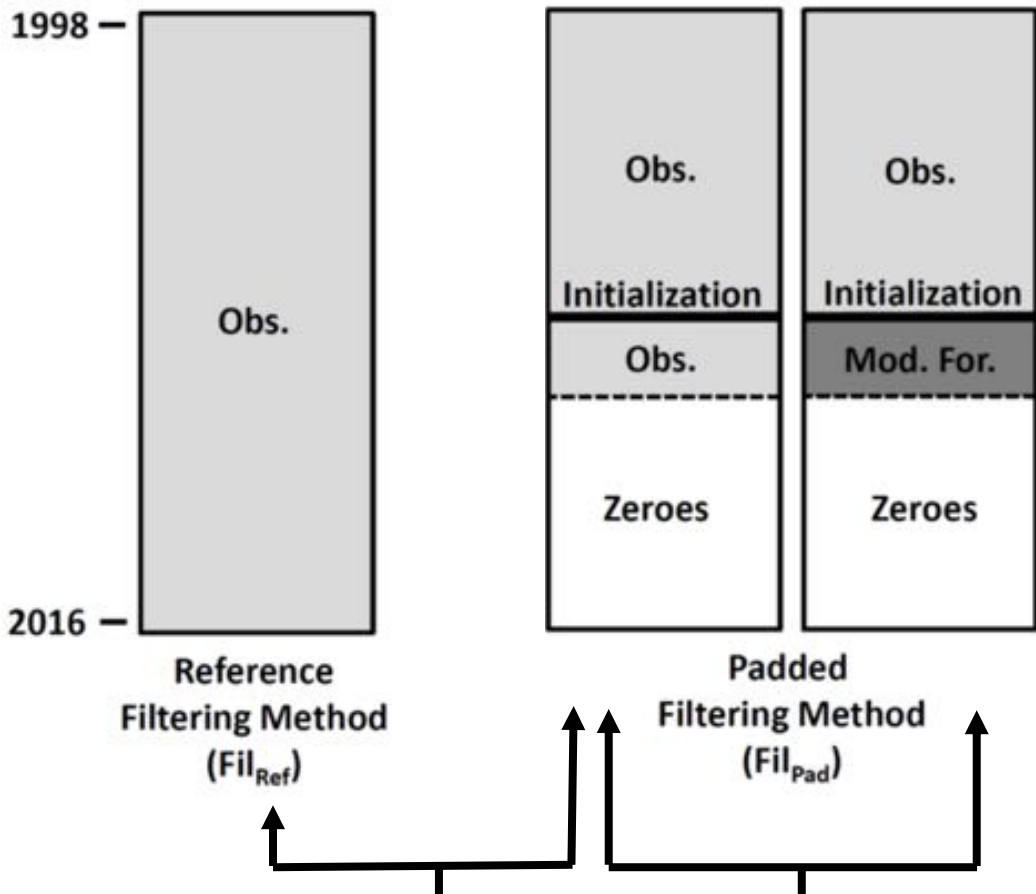 1998
Obs.
2016
Reference
Filtering Method
(Fil_Ref)
Obs.
Initialization
Obs.
Zeroes
Obs.
Initialization
Mod. For.
Zeroes
Padded
Filtering Method
(Fil_Pad)